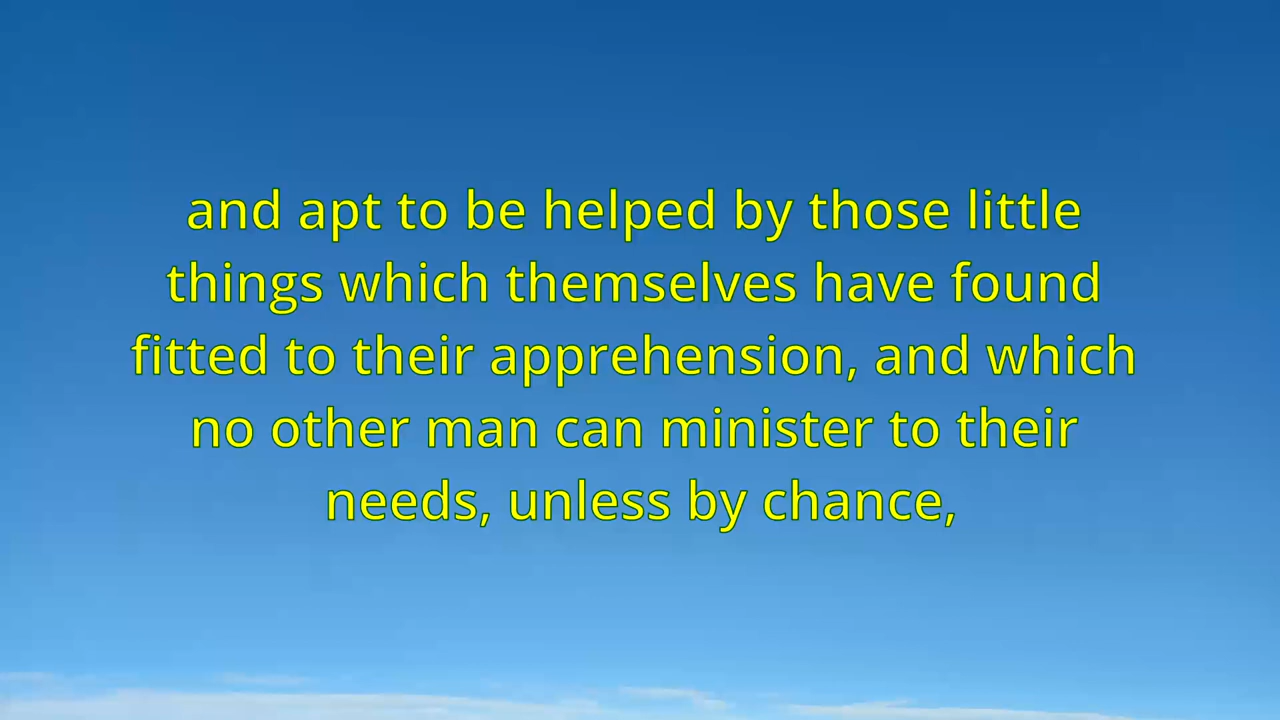 and apt to be helped by those little
things which themselves have found
fitted to their apprehension, and which
no other man can minister to their
needs, unless by chance,